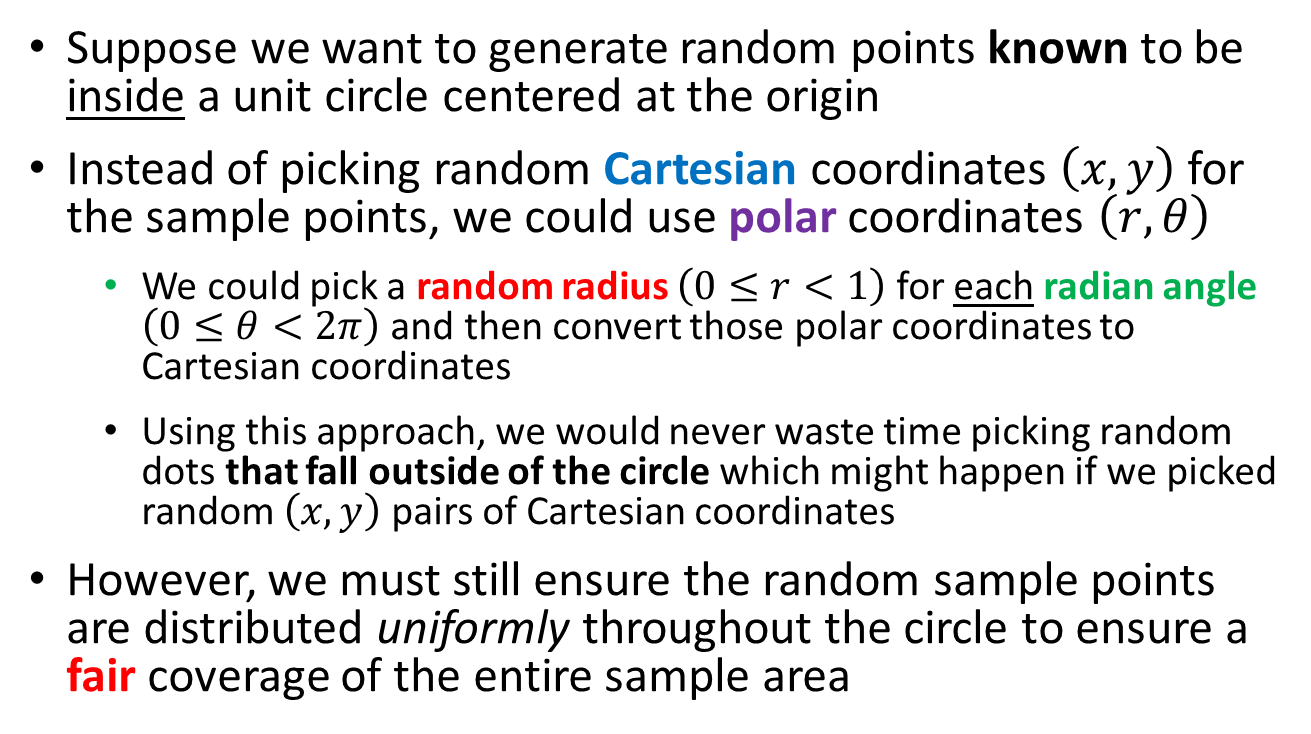 • Suppose we want to generate random points known to be
inside a unit circle centered at the origin
• Instead of picking random Cartesian coordinates (x, y) for
the sample points, we could use polar coordinates (r, θ)
• We could pick a random radius (0 ≤ r < 1) for each radian angle
(0 ≤ θ < 2π) and then convert those polar coordinates to
Cartesian coordinates
• Using this approach, we would never waste time picking random
dots that fall outside of the circle which might happen if we picked
random (x, y) pairs of Cartesian coordinates
• However, we must still ensure the random sample points
are distributed uniformly throughout the circle to ensure a
fair coverage of the entire sample area